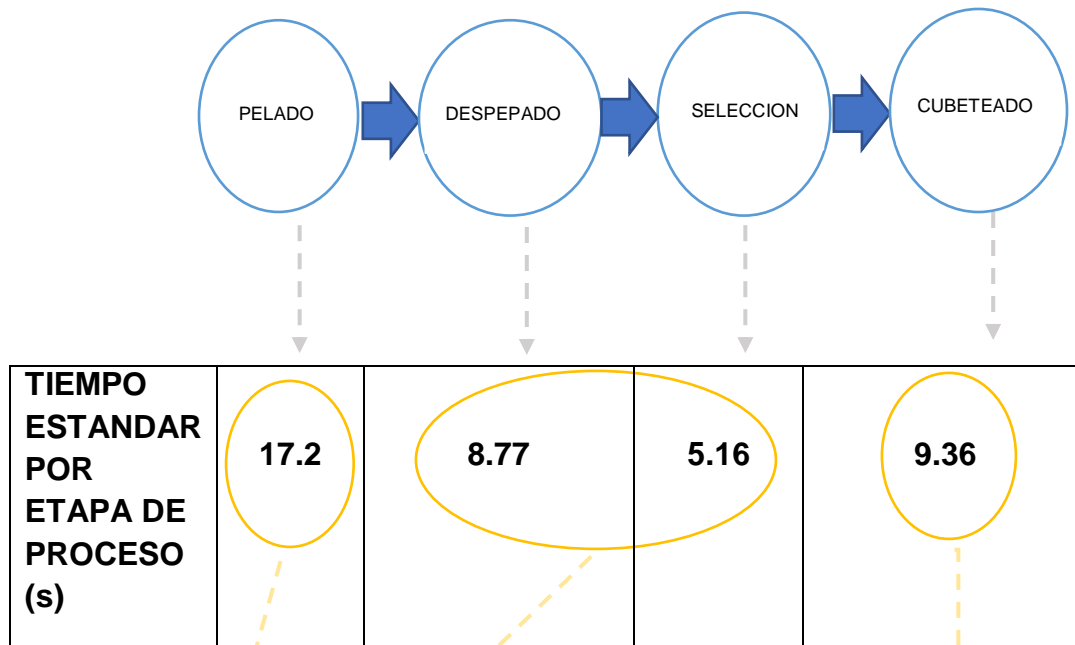 PELADO
DESPEPADO
SELECCION
CUBETEADO
TIEMPO
ESTANDAR
POR
ETAPA DE
PROCESO
(s)
17.2
8.77
5.16
9.36